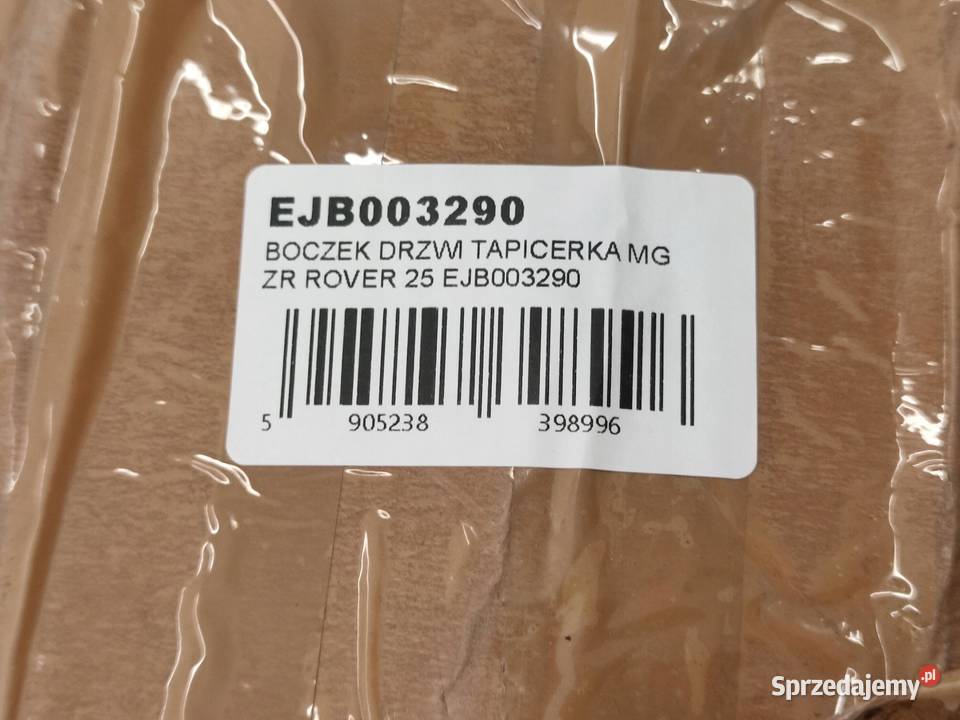 EJB003290
BOCZEK DRZWI TAPICERKA MG
ZR ROVER 25 EJB003290
5 905238 398996
Sprzedajemy.pl